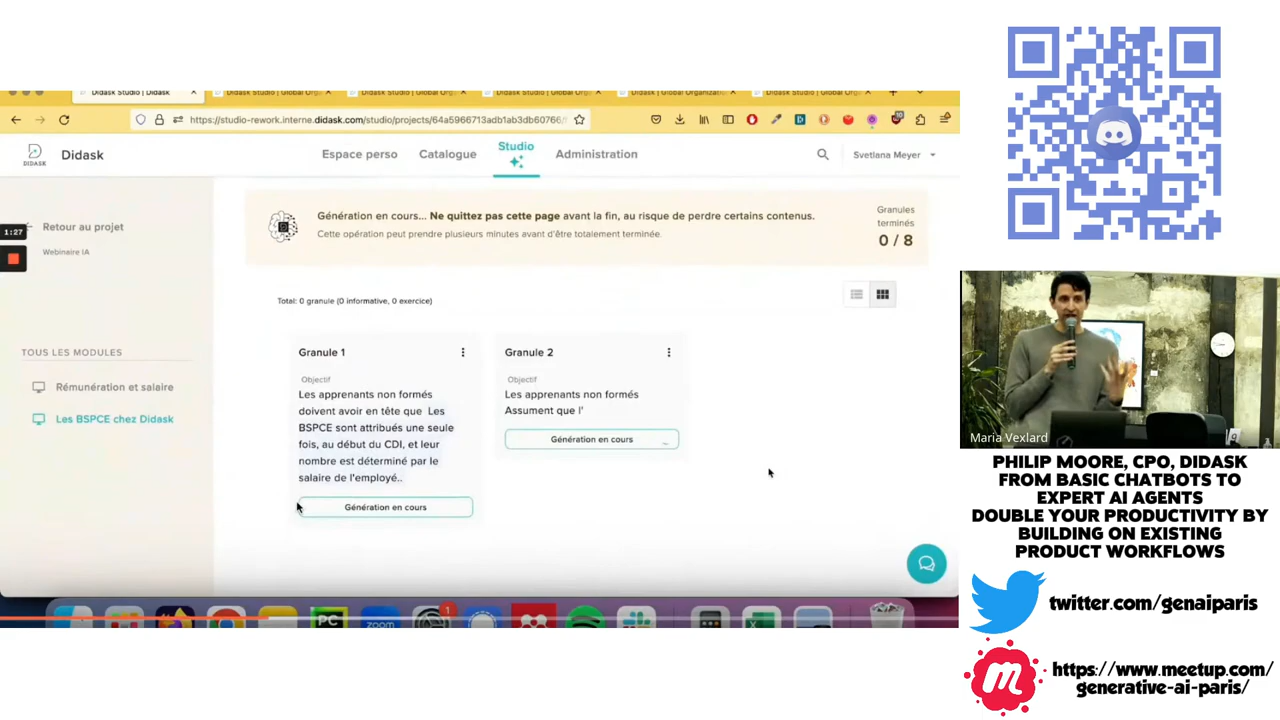 Didask Studio | Didask
Didask Studio | Global Org
Didask Studio | Global Org
Didask Studio | Global Org
Didask | Global Organizati
Didask Studio | Global Org
https://studio-rework.interne.didask.com/studio/projects/64a5966713adb1ab3db60766/
10
DIDASK
Didask
Espace perso
Catalogue
Studio
Administration
Svetlana Meyer
1:27
Retour au projet
Webinaire IA
TOUS LES MODULES
Rémunération et salaire
Les BSPCE chez Didask
Génération en cours... Ne quittez pas cette page avant la fin, au risque de perdre certains contenus.
Cette opération peut prendre plusieurs minutes avant d'être totalement terminée.
Granules
terminés
0 / 8
Total: 0 granule (0 informative, 0 exercice)
Granule 1
Objectif
Les apprenants non formés
doivent avoir en tête que Les
BSPCE sont attribués une seule
fois, au début du CDI, et leur
nombre est déterminé par le
salaire de l'employé..
Génération en cours
Granule 2
Objectif
Les apprenants non formés
Assument que l'
Génération en cours
PC
zoom
1
Maria Vexlard
PHILIP MOORE, CPO, DIDASK
FROM BASIC CHATBOTS TO
EXPERT AI AGENTS
DOUBLE YOUR PRODUCTIVITY BY
BUILDING ON EXISTING
PRODUCT WORKFLOWS
twitter.com/genaiparis
https://www.meetup.com/
generative-ai-paris/